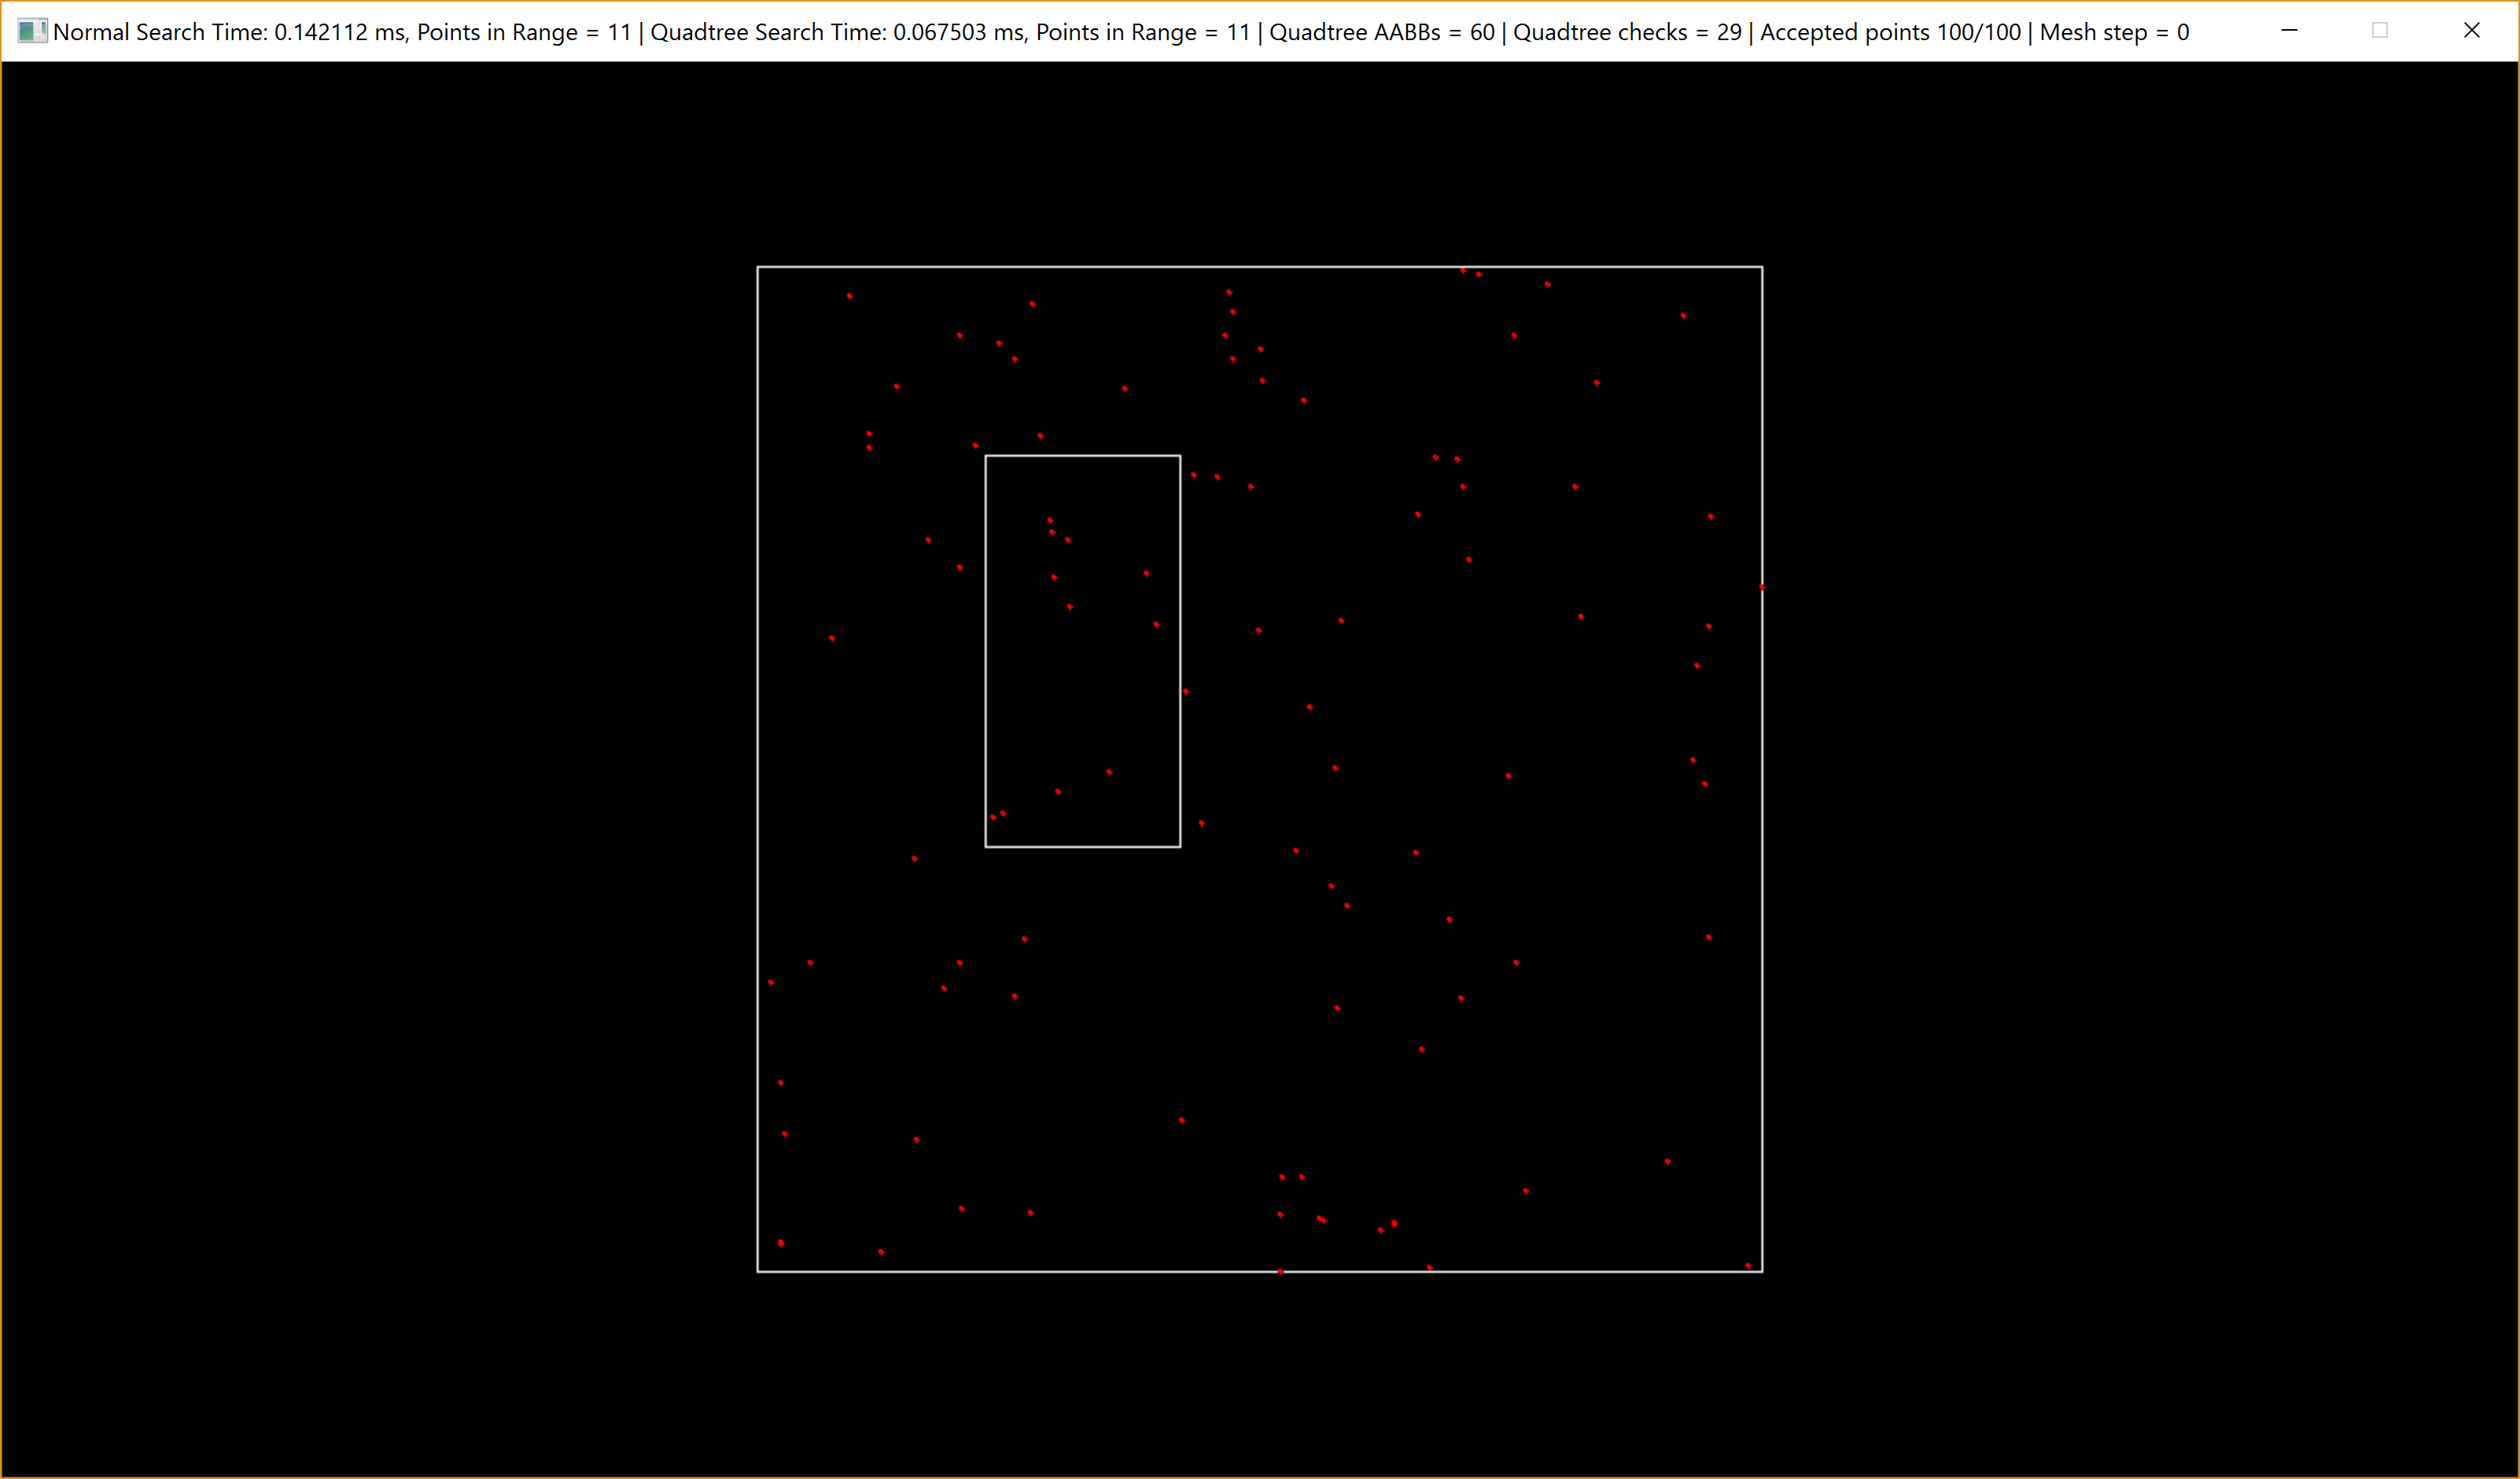 Normal Search Time: 0.142112 ms, Points in Range = 11 | Quadtree Search Time: 0.067503 ms, Points in Range = 11 | Quadtree AABBs = 60 | Quadtree checks = 29 | Accepted points 100/100 | Mesh step = 0